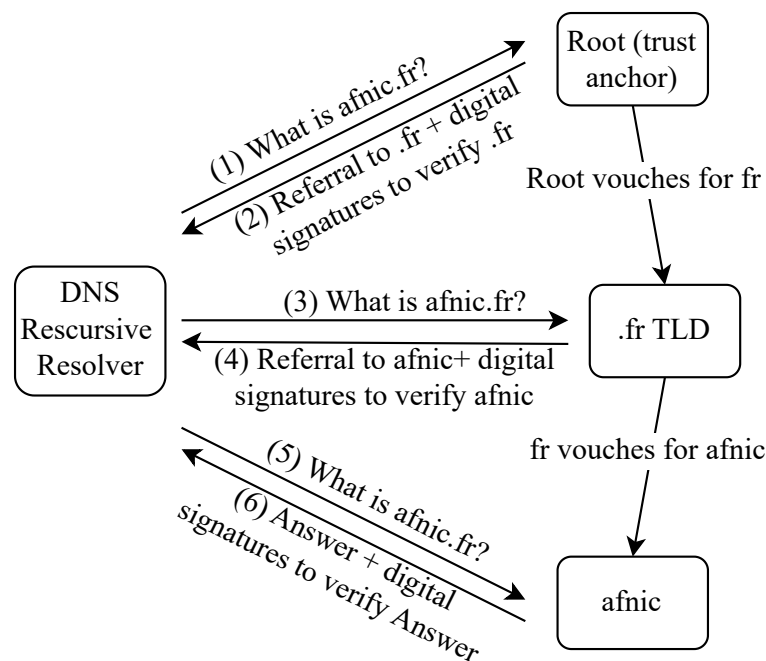 Root (trust
anchor)
(1) What is afnic.fr?
(2) Referral to .fr + digital
signatures to verify .fr
Root vouches for fr
DNS
Rescursive
Resolver
(3) What is afnic.fr?
.fr TLD
(4) Referral to afnic+ digital
signatures to verify afnic
fr vouches for afnic
(5) What is afnic.fr?
(6) Answer + digital
signatures to verify Answer
afnic